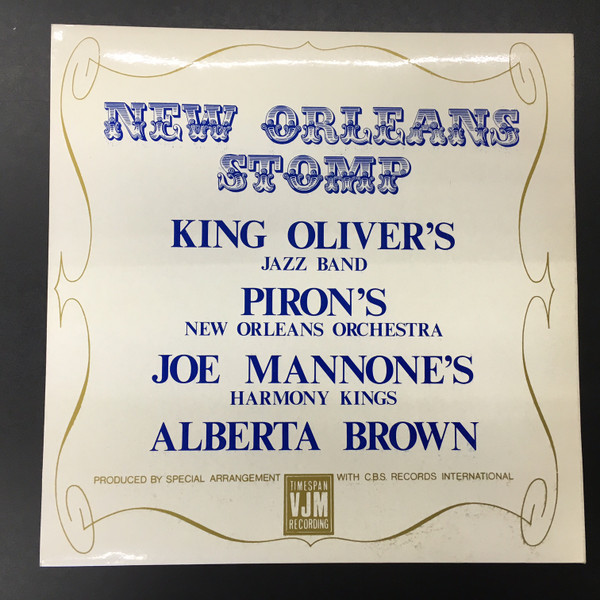 NEW ORLEANS
STOMP
KING OLIVER'S
JAZZ BAND
PIRON'S
NEW ORLEANS ORCHESTRA
JOE MANNONE'S
HARMONY KINGS
ALBERTA BROWN
PRODUCED BY SPECIAL ARRANGEMENT WITH C.B.S. RECORDS INTERNATIONAL
TIMESPAN
VJM
RECORDING